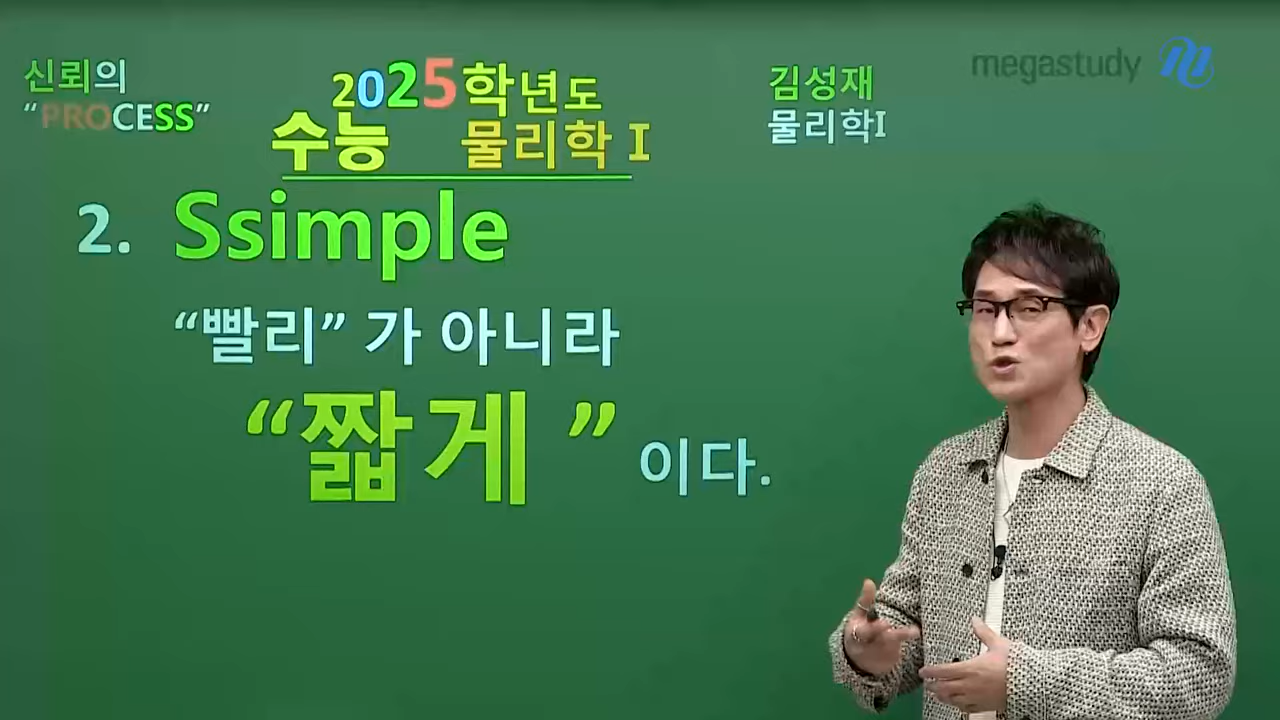 신뢰의
“PROCESS”
2025학년도
수능 물리학 I
김성재
물리학I
megastudy
2. Ssimple
“빨리” 가 아니라
“짧게 ” 이다.